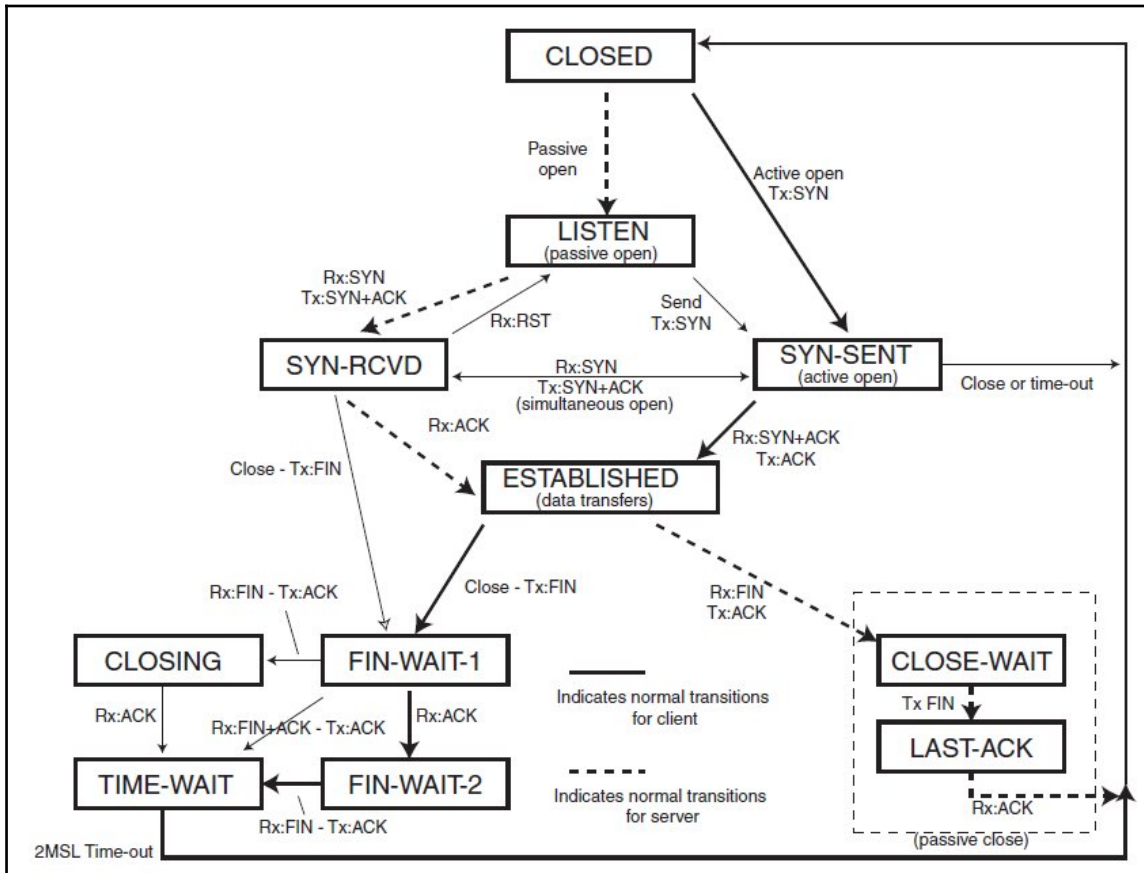 CLOSED
Passive
open
Active open
Tx:SYN
LISTEN
(passive open)
Rx:SYN
Tx:SYN+ACK
Rx:RST
Send
Tx:SYN
SYN-RCVD
Rx:SYN
Tx:SYN+ACK
(simultaneous open)
SYN-SENT
(active open)
Close or time-out
Rx:ACK
Rx:SYN+ACK
Tx:ACK
Close - Tx:FIN
ESTABLISHED
(data transfers)
Rx:FIN - Tx:ACK
Close - Tx:FIN
Rx:FIN
Tx:ACK
CLOSING
FIN-WAIT-1
CLOSE-WAIT
Indicates normal transitions
for client
Rx:ACK
Rx:FIN+ACK - Tx:ACK
Rx:ACK
Tx FIN
LAST-ACK
TIME-WAIT
FIN-WAIT-2
Indicates normal transitions
for server
Rx:ACK
Rx:FIN - Tx:ACK
(passive close)
2MSL Time-out